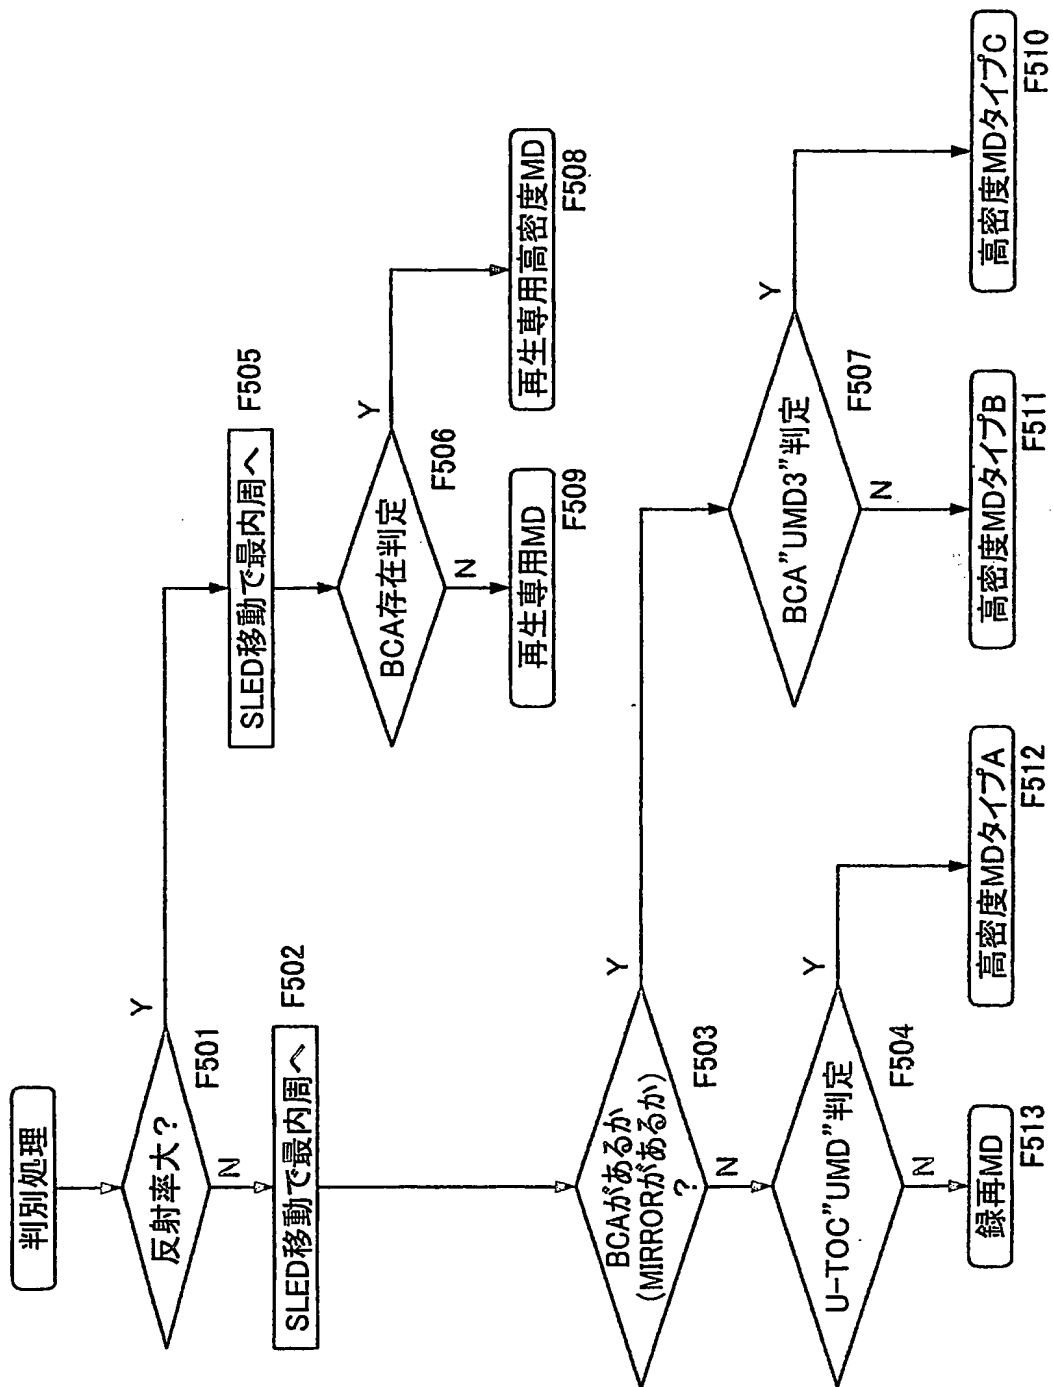 判別処理
反射率大？
F501
Y
N
SLED移動で最内周へ
F502
SLED移動で最内周へ
F505
BCA存在判定
F506
Y
N
再生専用高密度MD
F508
再生専用MD
F509
BCAがあるか
(MIRRORがあるか)
?
F503
Y
N
BCA"UMD3"判定
F507
Y
N
U-TOC"UMD"判定
F504
Y
N
高密度MDタイプC
F510
高密度MDタイプB
F511
高密度MDタイプA
F512
録再MD
F513